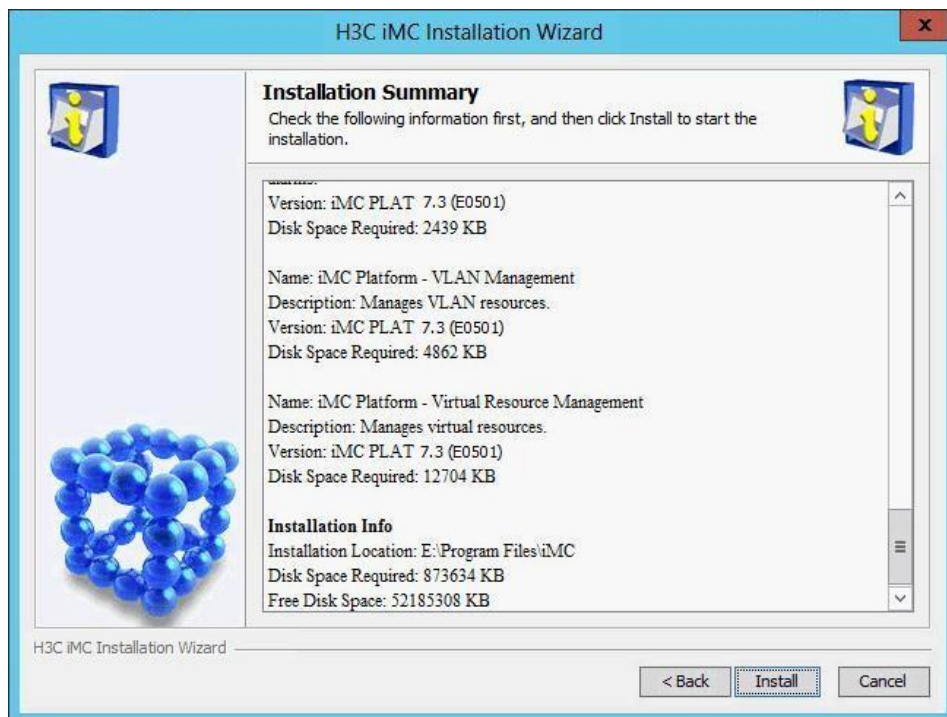 H3C iMC Installation Wizard
x
Installation Summary
Check the following information first, and then click Install to start the
installation.
Version: iMC PLAT 7.3 (E0501)
Disk Space Required: 2439 KB
Name: iMC Platform - VLAN Management
Description: Manages VLAN resources.
Version: iMC PLAT 7.3 (E0501)
Disk Space Required: 4862 KB
Name: iMC Platform - Virtual Resource Management
Description: Manages virtual resources.
Version: iMC PLAT 7.3 (E0501)
Disk Space Required: 12704 KB
Installation Info
Installation Location: E:\Program Files\iMC
Disk Space Required: 873634 KB
Free Disk Space: 52185308 KB
H3C iMC Installation Wizard
< Back Install Cancel